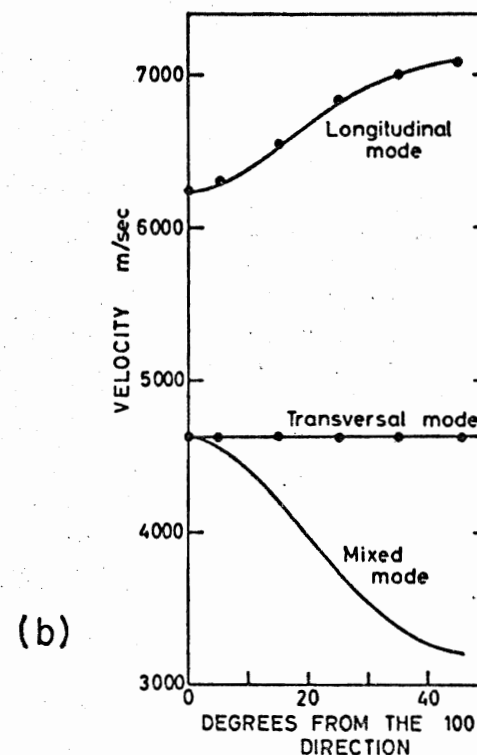 7000
Longitudinal
mode
6000
VELOCITY m/sec
5000
Transversal mode
4000
Mixed
mode
(b)
3000
0 20 40
DEGREES FROM THE 100
DIRECTION